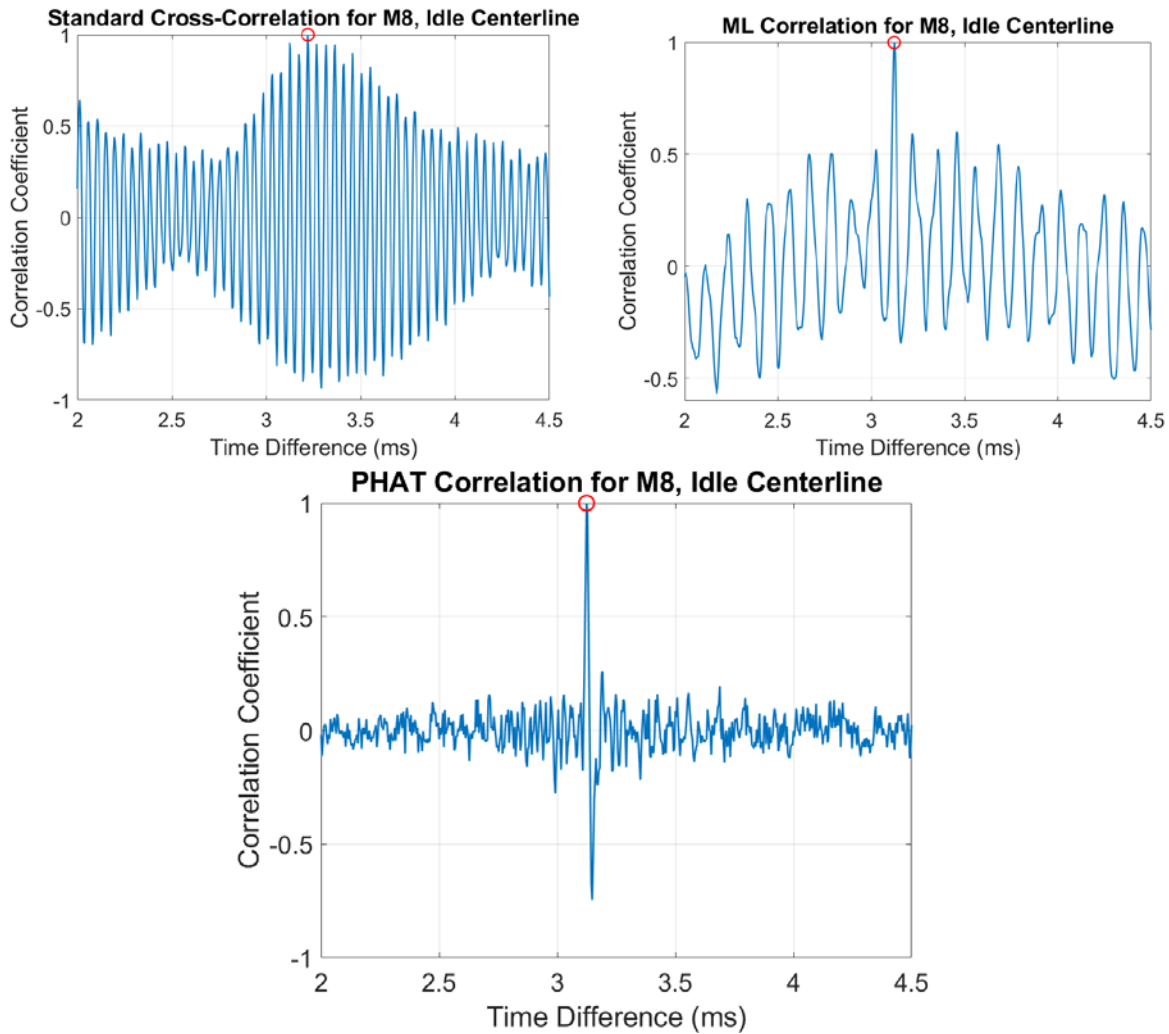 Standard Cross-Correlation for M8, Idle Centerline
1
0.5
0
-0.5
-1
Correlation Coefficient
2 2.5 3 3.5 4 4.5
Time Difference (ms)
ML Correlation for M8, Idle Centerline
1
0.5
0
-0.5
Correlation Coefficient
2 2.5 3 3.5 4 4.5
Time Difference (ms)
PHAT Correlation for M8, Idle Centerline
1
0.5
0
-0.5
-1
Correlation Coefficient
2 2.5 3 3.5 4 4.5
Time Difference (ms)